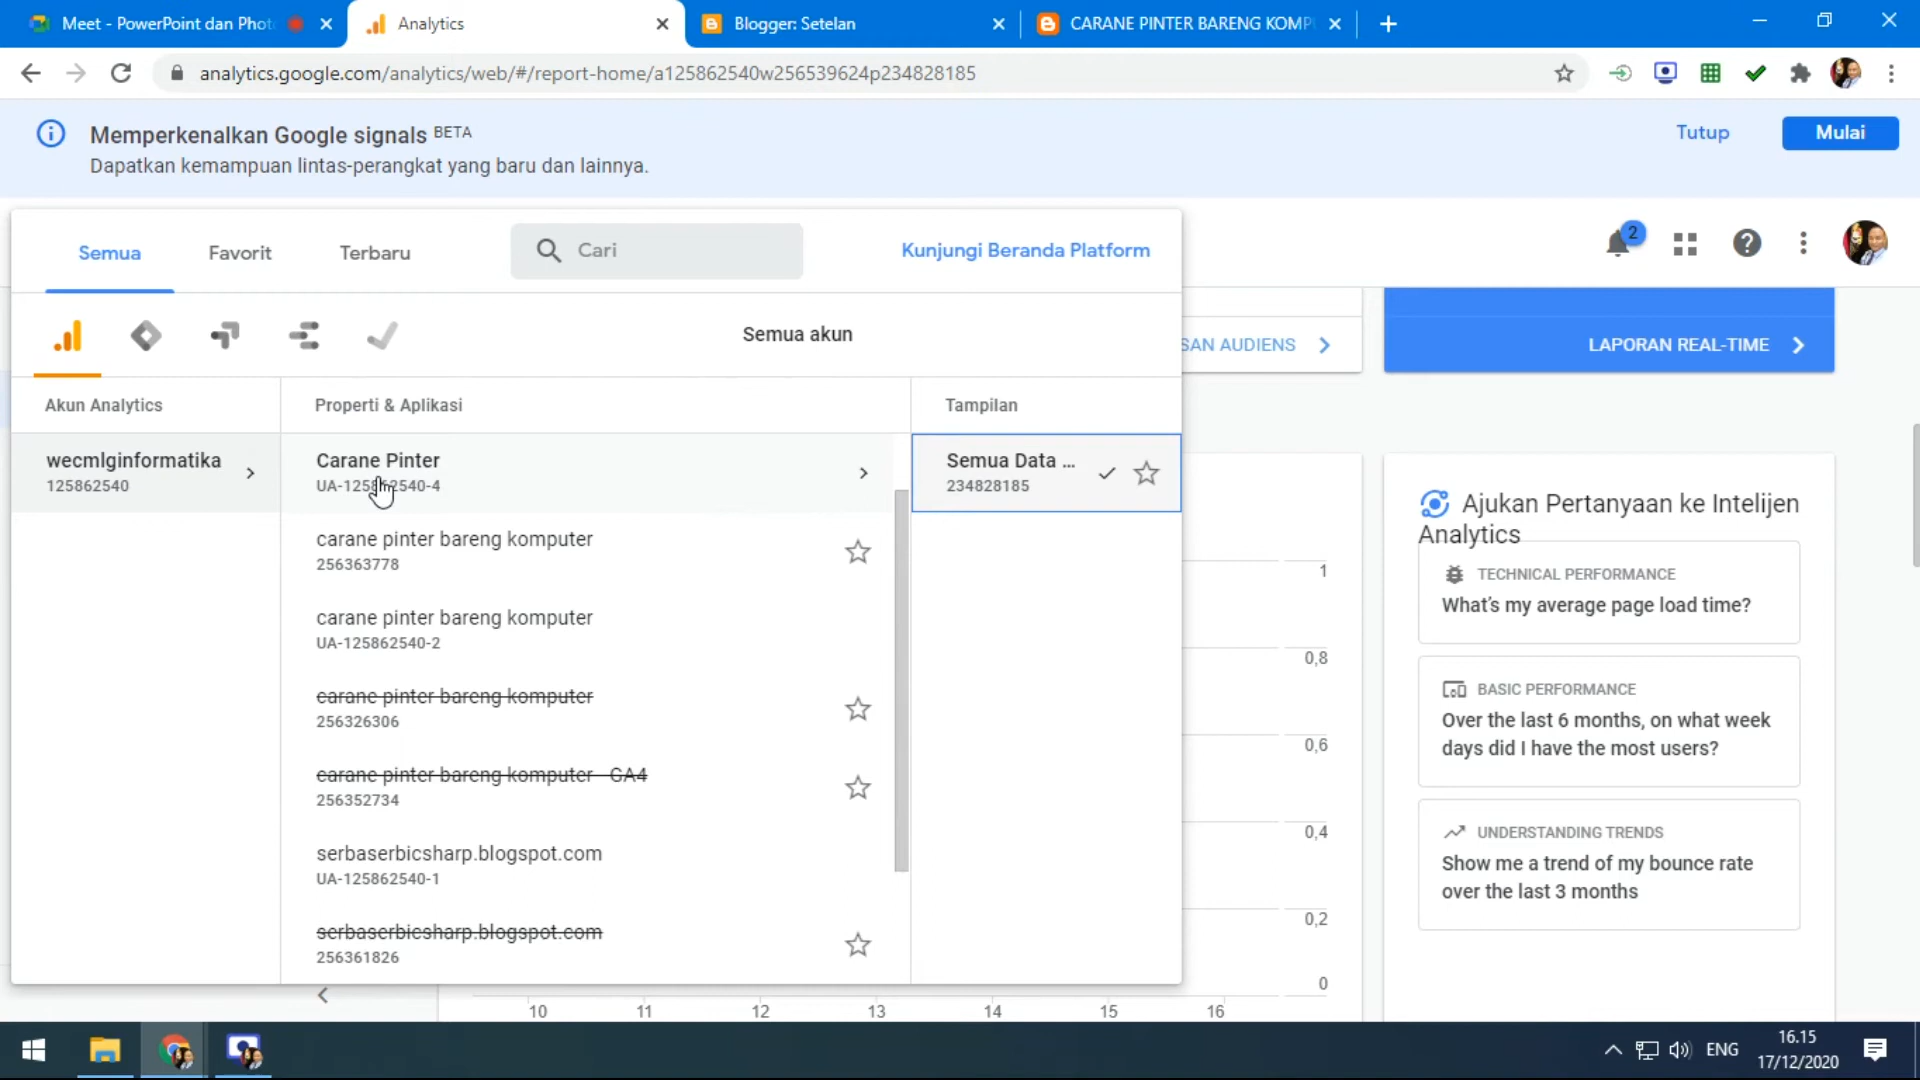 Meet - PowerPoint dan Phot
Analytics
Blogger: Setelan
CARANE PINTER BARENG KOMP
analytics.google.com/analytics/web/#/report-home/a125862540w256539624p234828185
Memperkenalkan Google signals BETA
Dapatkan kemampuan lintas-perangkat yang baru dan lainnya.
Tutup
Mulai
Semua
Favorit
Terbaru
Cari
Kunjungi Beranda Platform
2
Semua akun
SAN AUDIENS
LAPORAN REAL-TIME
Akun Analytics
Properti & Aplikasi
Tampilan
wecmlginformatika
125862540
Carane Pinter
UA-125862540-4
Semua Data ...
234828185
carane pinter bareng komputer
256363778
carane pinter bareng komputer
UA-125862540-2
carane pinter bareng komputer
256326306
carane pinter bareng komputer - GA4
256352734
serbaserbicsharp.blogspot.com
UA-125862540-1
serbaserbicsharp.blogspot.com
256361826
1
0,8
0,6
0,4
0,2
0
10 11 12 13 14 15 16
Ajukan Pertanyaan ke Intelijen
Analytics
TECHNICAL PERFORMANCE
What's my average page load time?
BASIC PERFORMANCE
Over the last 6 months, on what week
days did I have the most users?
UNDERSTANDING TRENDS
Show me a trend of my bounce rate
over the last 3 months
ENG
16.15
17/12/2020